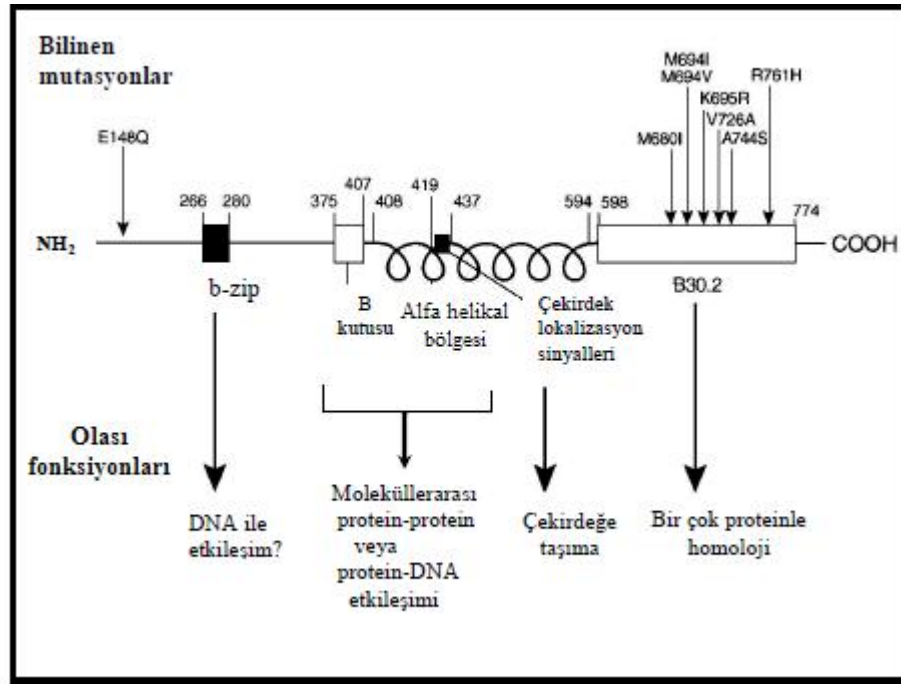 Bilinen
mutasyonlar
E148Q
M694I
M694V
R761H
K695R
V726A
M680I
A744S
266
280
375
407
408
419
437
594
598
774
NH2
COOH
b-zip
B
kutusu
Alfa helikal
bölgesi
Çekirdek
lokalizasyon
sinyalleri
B30.2
Olası
fonksiyonları
DNA ile
etkileşim?
Moleküllerarası
protein-protein
veya
protein-DNA
etkileşimi
Çekirdeğe
taşıma
Bir çok proteinle
homoloji